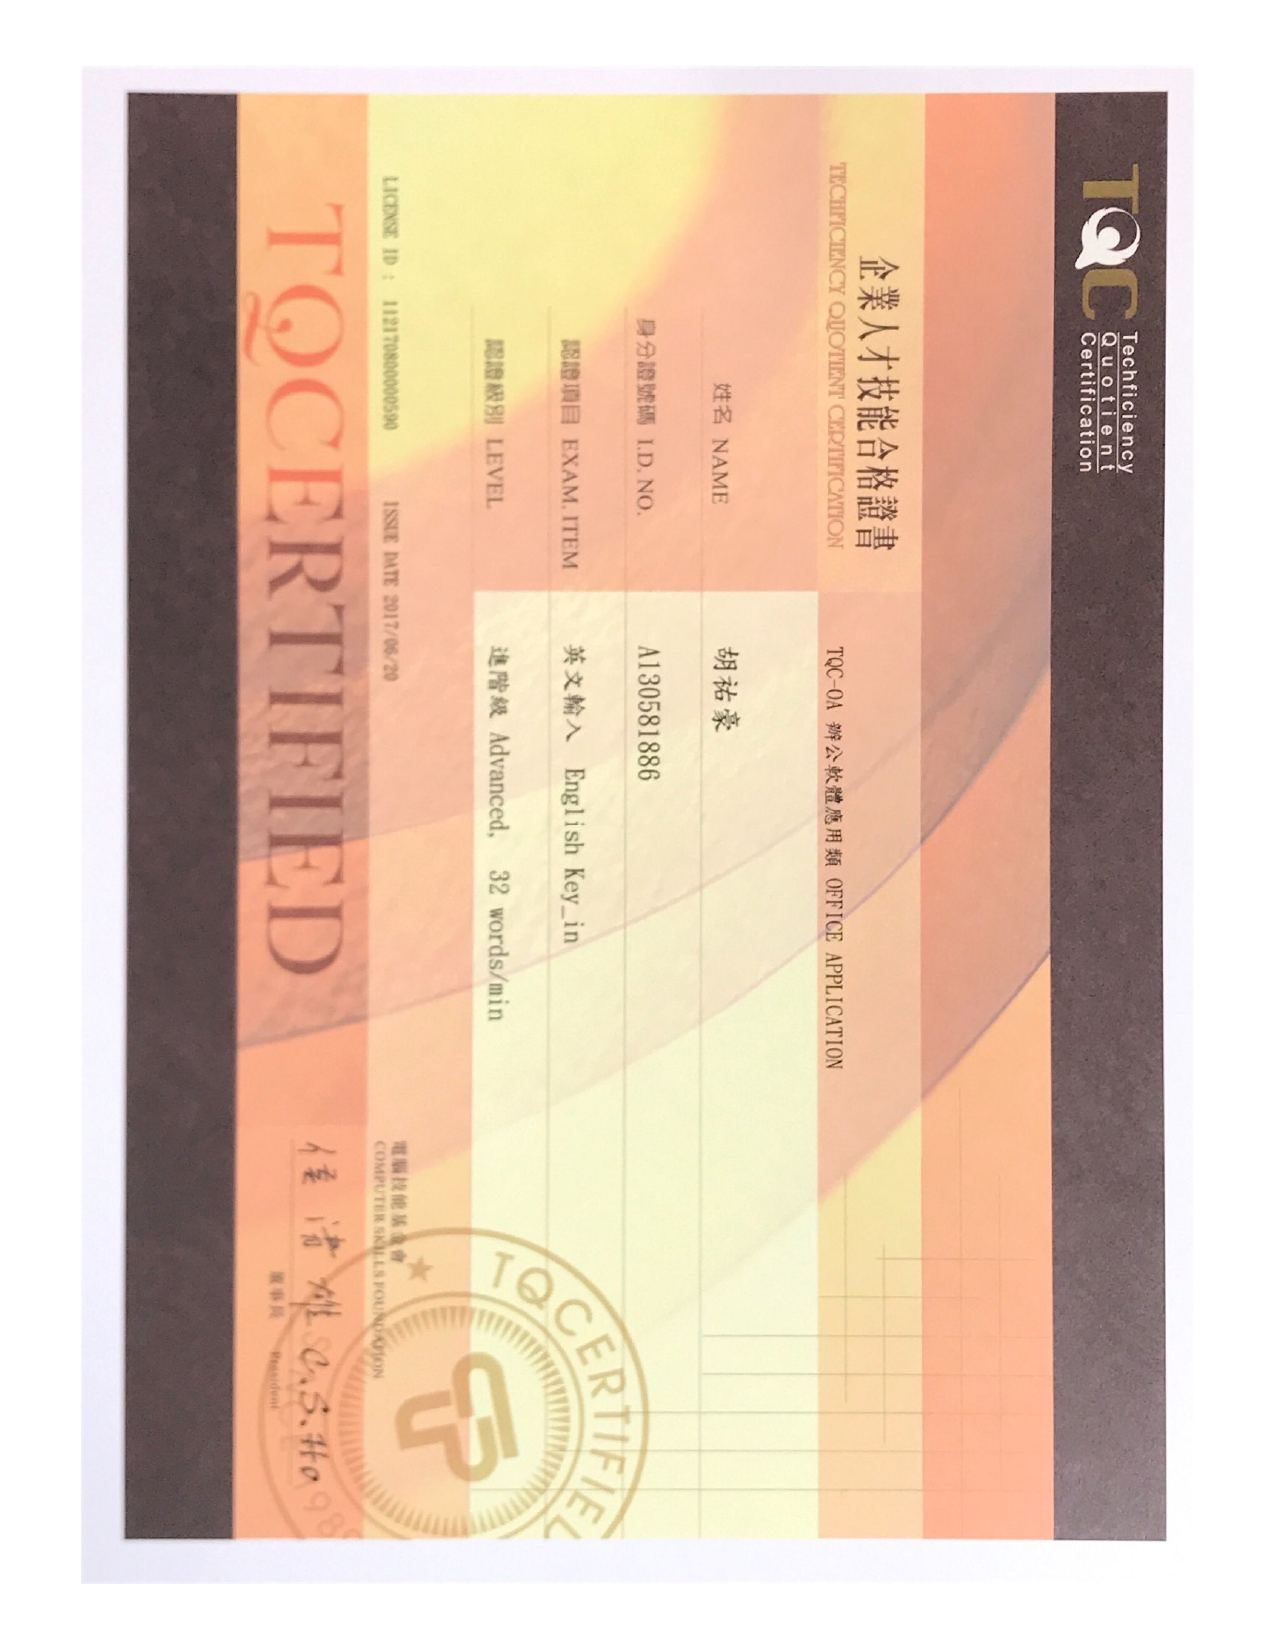 TQC
Techficiency
Quotient
Certification
企業人才技能合格證書
TECHFICIENCY QUOTIENT CERTIFICATION
TQC-OA 辦公軟體應用類 OFFICE APPLICATION
姓名 NAME 胡祐豪
身分證號碼 I.D. NO. A130581886
認證項目 EXAM. ITEM 英文輸入 English Key_in
認證級別 LEVEL 進階級 Advanced, 32 words/min
LICENSE ID : 1121708000000590 ISSUE DATE 2017/06/20
電腦技能基金會
COMPUTER SKILLS FOUNDATION
TQCERTIFIED
雄 C.S. Ho
董事長 President
TQCERTIFIED